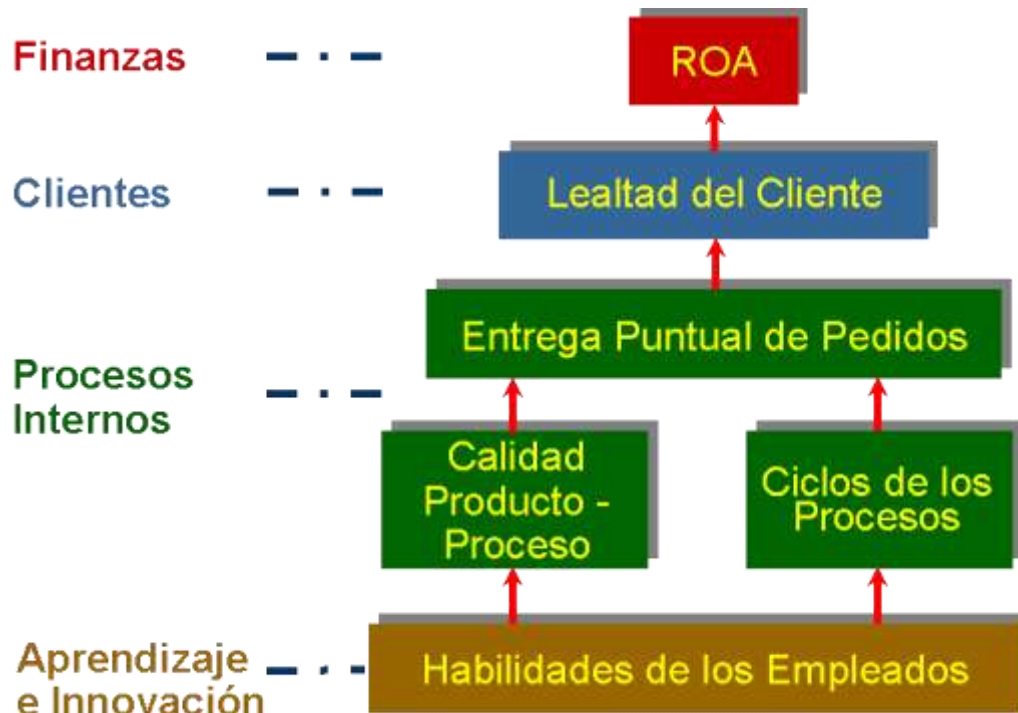 Finanzas
ROA
Clientes
Lealtad del Cliente
Entrega Puntual de Pedidos
Procesos
Internos
Calidad
Producto -
Proceso
Ciclos de los
Procesos
Aprendizaje
e Innovación
Habilidades de los Empleados